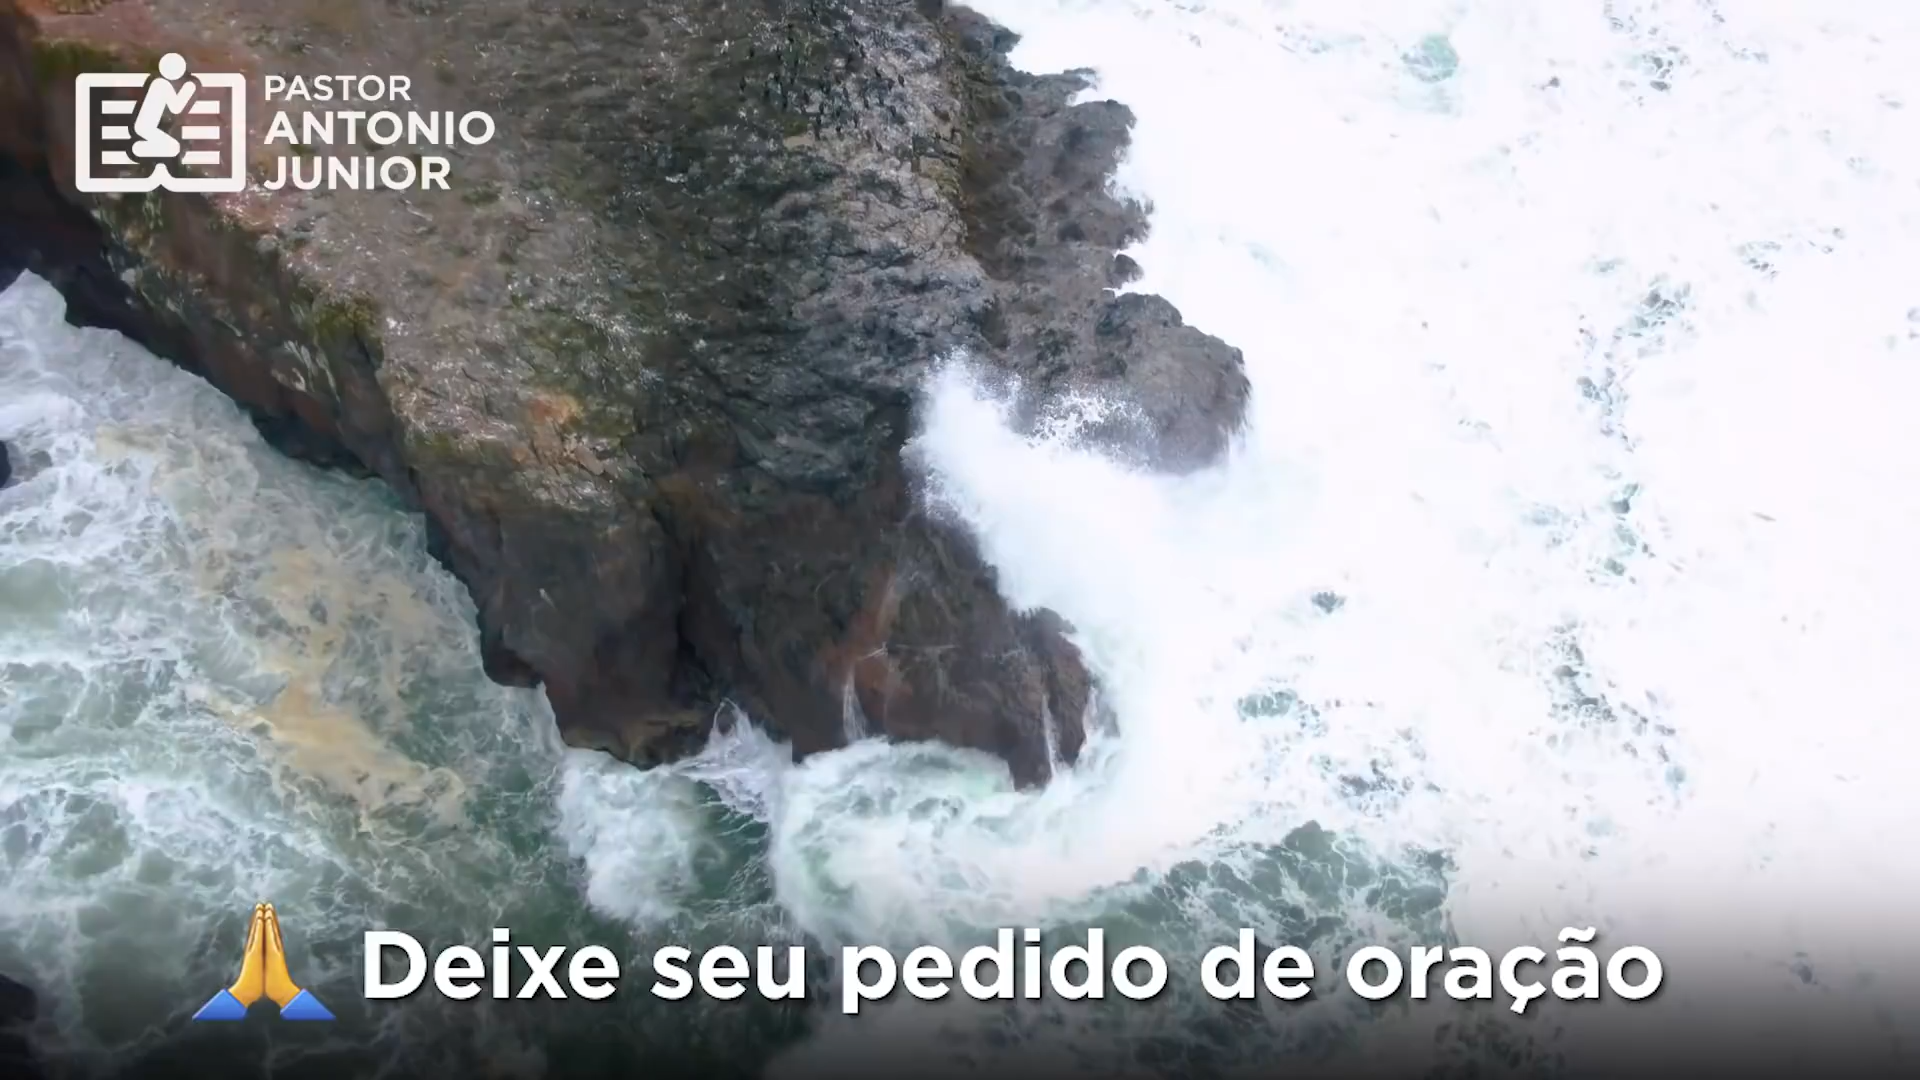 PASTOR
ANTONIO
JUNIOR
🙏 Deixe seu pedido de oração